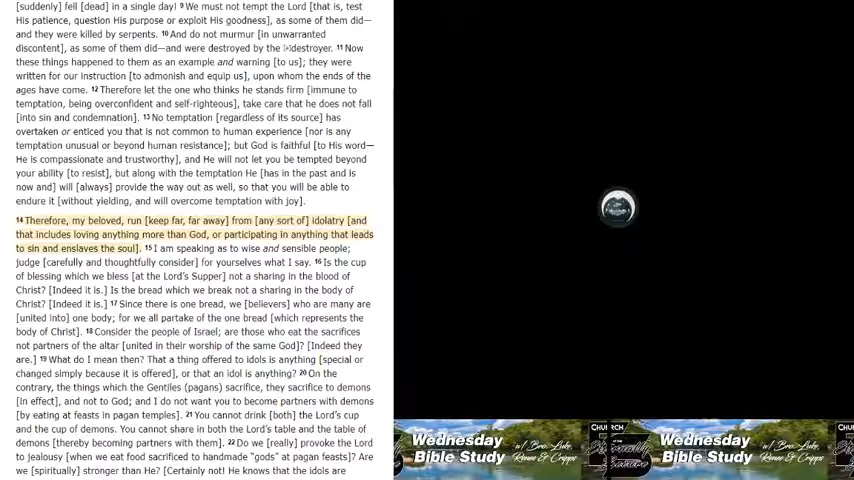 [suddenly] fell [dead] in a single day! 9 We must not tempt the Lord [that is, test
His patience, question His purpose or exploit His goodness], as some of them did—
and they were killed by serpents. 10 And do not murmur [in unwarranted
discontent], as some of them did—and were destroyed by the destroyer. 11 Now
these things happened to them as an example and warning [to us]; they were
written for our instruction [to admonish and equip us], upon whom the ends of the
ages have come. 12 Therefore let the one who thinks he stands firm [immune to
temptation, being overconfident and self-righteous], take care that he does not fall
[into sin and condemnation]. 13 No temptation [regardless of its source] has
overtaken or enticed you that is not common to human experience [nor is any
temptation unusual or beyond human resistance]; but God is faithful [to His word—
He is compassionate and trustworthy], and He will not let you be tempted beyond
your ability [to resist], but along with the temptation He [has in the past and is
now and] will [always] provide the way out as well, so that you will be able to
endure it [without yielding, and will overcome temptation with joy].
14 Therefore, my beloved, run [keep far, far away] from [any sort of] idolatry [and
that includes loving anything more than God, or participating in anything that leads
to sin and enslaves the soul]. 15 I am speaking as to wise and sensible people;
judge [carefully and thoughtfully consider] for yourselves what I say. 16 Is the cup
of blessing which we bless [at the Lord's Supper] not a sharing in the blood of
Christ? [Indeed it is.] Is the bread which we break not a sharing in the body of
Christ? [Indeed it is.] 17 Since there is one bread, we [believers] who are many are
[united into] one body; for we all partake of the one bread [which represents the
body of Christ]. 18 Consider the people of Israel; are those who eat the sacrifices
not partners of the altar [united in their worship of the same God]? [Indeed they
are.] 19 What do I mean then? That a thing offered to idols is anything [special or
changed simply because it is offered], or that an idol is anything? 20 On the
contrary, the things which the Gentiles (pagans) sacrifice, they sacrifice to demons
[in effect], and not to God; and I do not want you to become partners with demons
[by eating at feasts in pagan temples]. 21 You cannot drink [both] the Lord's cup
and the cup of demons. You cannot share in both the Lord's table and the table of
demons [thereby becoming partners with them]. 22 Do we [really] provoke the Lord
to jealousy [when we eat food sacrificed to handmade "gods" at pagan feasts]? Are
we [spiritually] stronger than He? [Certainly not! He knows that the idols are
Wednesday
Bible Study
w/ Bro. Luke,
Renee & Cripps
CHURCH
Wednesday
Bible Study
w/ Bro. Luke,
Renee & Cripps
CHURCH